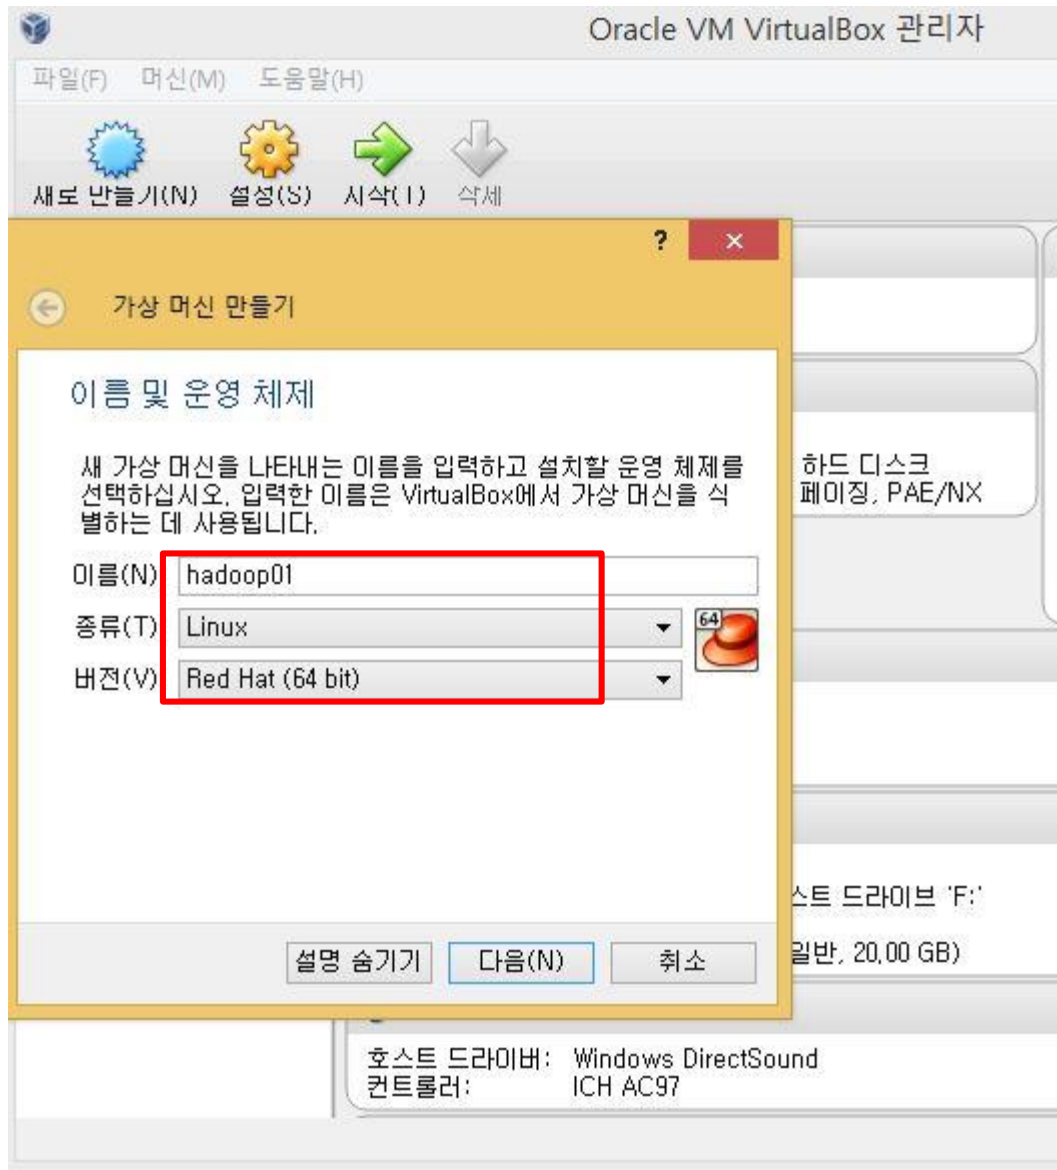 Oracle VM VirtualBox 관리자
파일(F) 머신(M) 도움말(H)
새로 만들기(N) 설정(S) 시작(T) 삭제
?
가상 머신 만들기
이름 및 운영 체제
새 가상 머신을 나타내는 이름을 입력하고 설치할 운영 체제를
선택하십시오. 입력한 이름은 VirtualBox에서 가상 머신을 식
별하는 데 사용됩니다.
하드 디스크
페이징, PAE/NX
이름(N) hadoop01
종류(T) Linux
64
버전(V) Red Hat (64 bit)
스트 드라이브 'F:'
일반, 20,00 GB)
설명 숨기기 다음(N) 취소
호스트 드라이버: Windows DirectSound
컨트롤러: ICH AC97